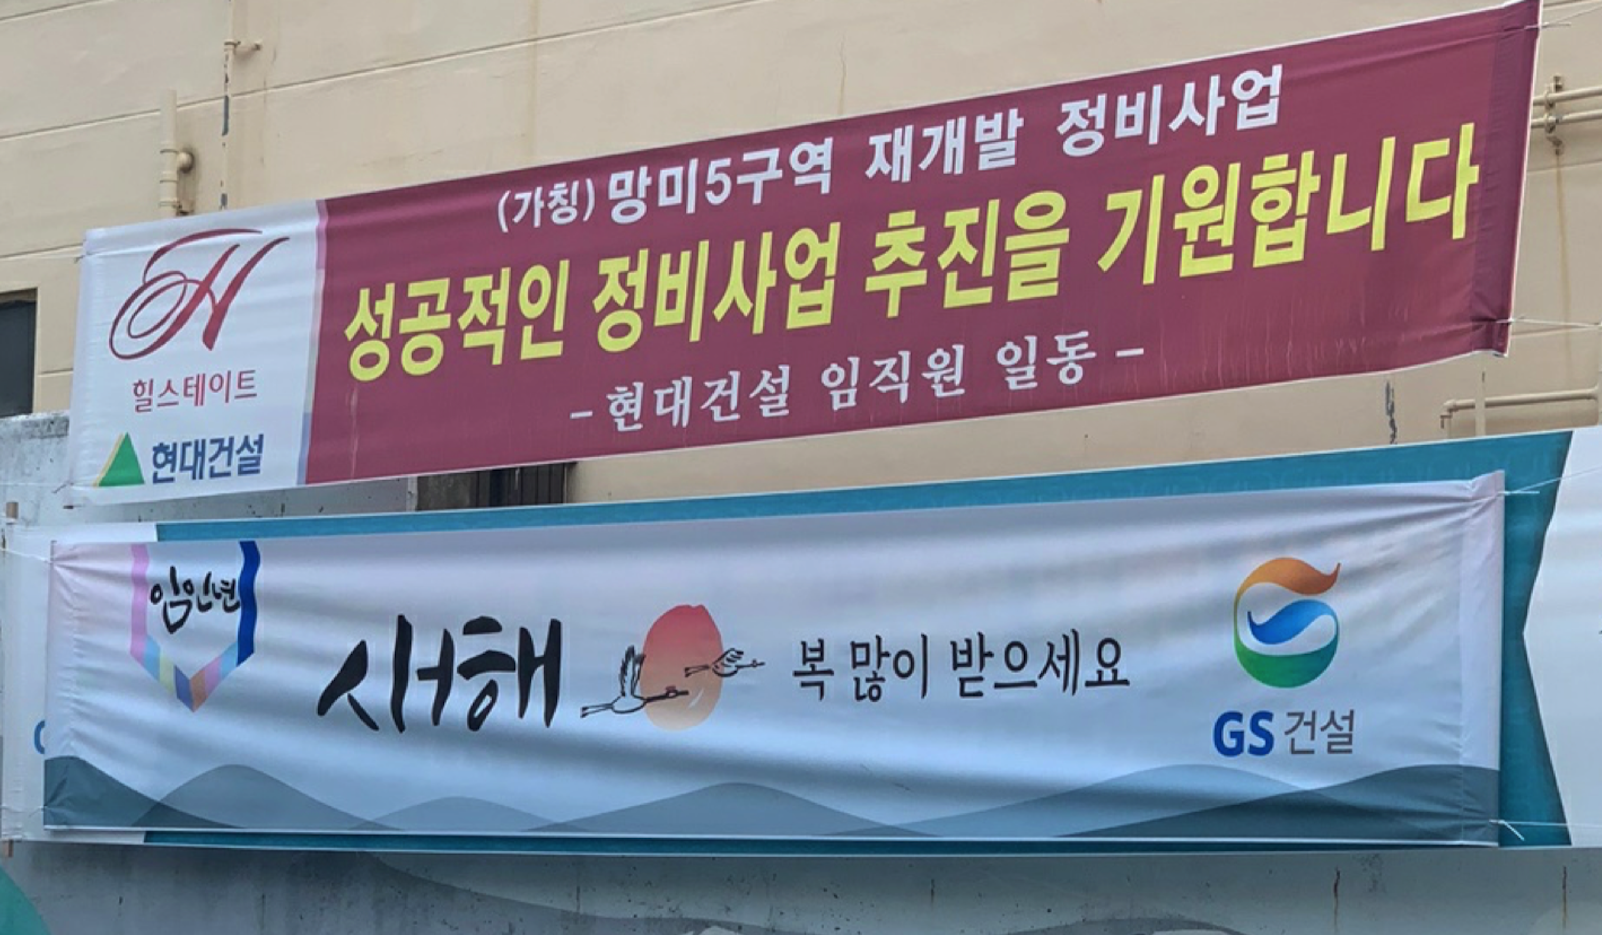 (가칭) 망미5구역 재개발 정비사업
성공적인 정비사업 추진을 기원합니다
- 현대건설 임직원 일동 -
힐스테이트
현대건설
임인년
새해
복 많이 받으세요
GS건설